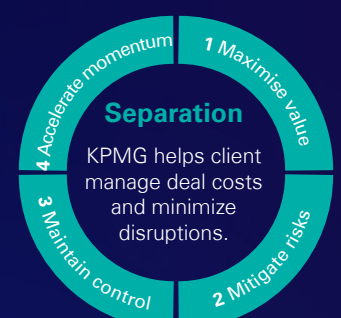 1 Maximise value
2 Mitigate risks
3 Maintain control
4 Accelerate momentum
Separation
KPMG helps client
manage deal costs
and minimize
disruptions.